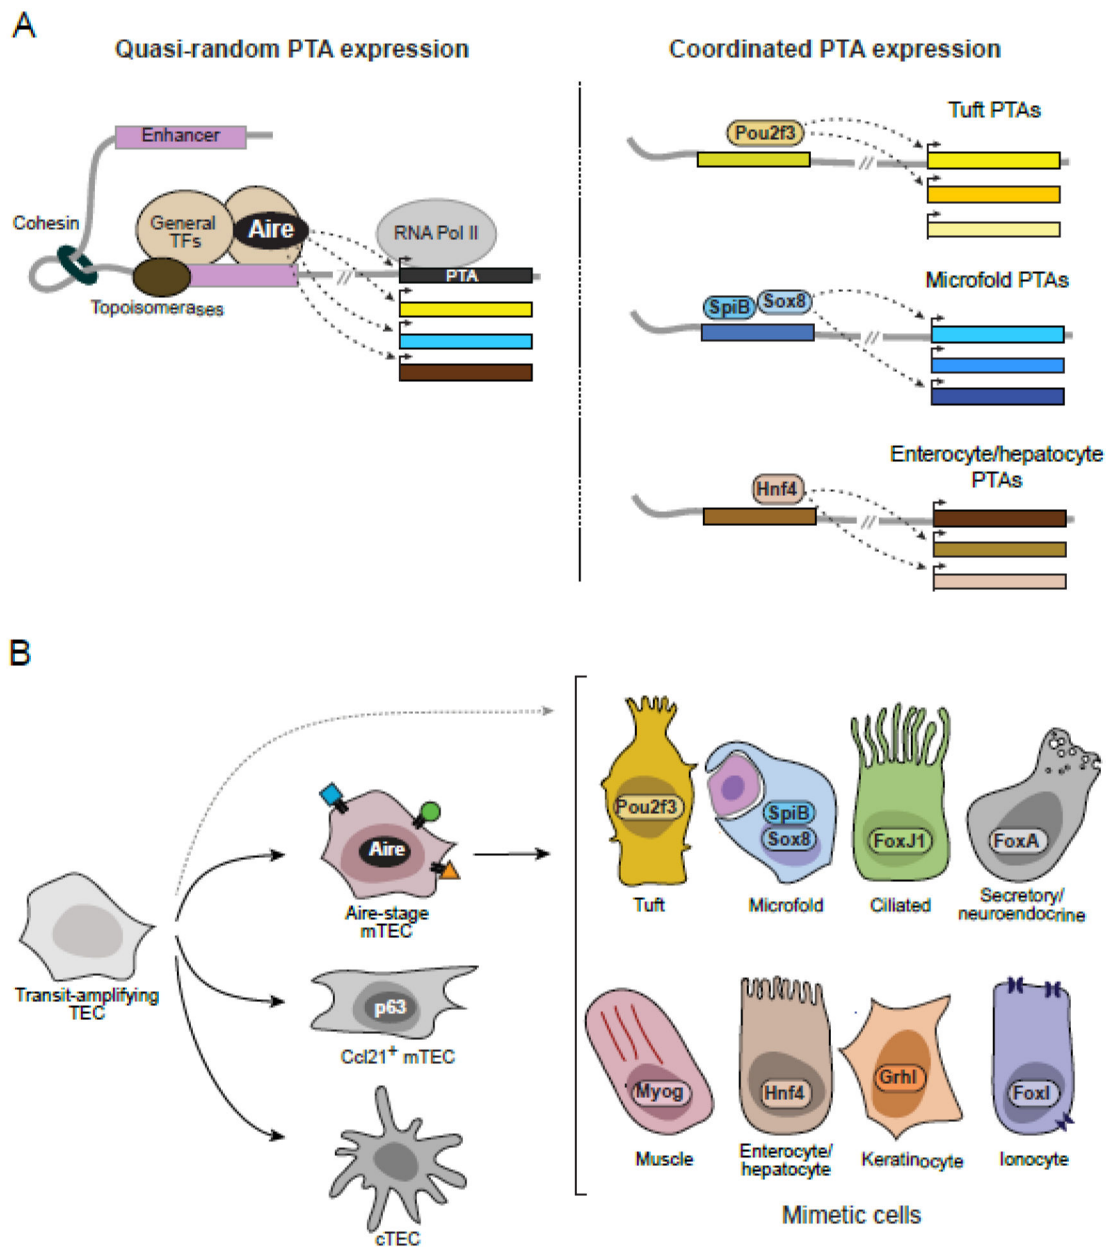 A
Quasi-random PTA expression
Coordinated PTA expression
Enhancer
Cohesin
General
TFs
Aire
RNA Pol II
PTA
Topoisomerases
Tuft PTAs
Pou2f3
Microfold PTAs
SpiB
Sox8
Enterocyte/hepatocyte
PTAs
Hnf4
B
Transit-amplifying
TEC
Aire
Aire-stage
mTEC
p63
Ccl21+ mTEC
cTEC
Pou2f3
Tuft
SpiB
Sox8
Microfold
FoxJ1
Ciliated
FoxA
Secretory/
neuroendocrine
Myog
Muscle
Hnf4
Enterocyte/
hepatocyte
Grhl
Keratinocyte
FoxI
Ionocyte
Mimetic cells